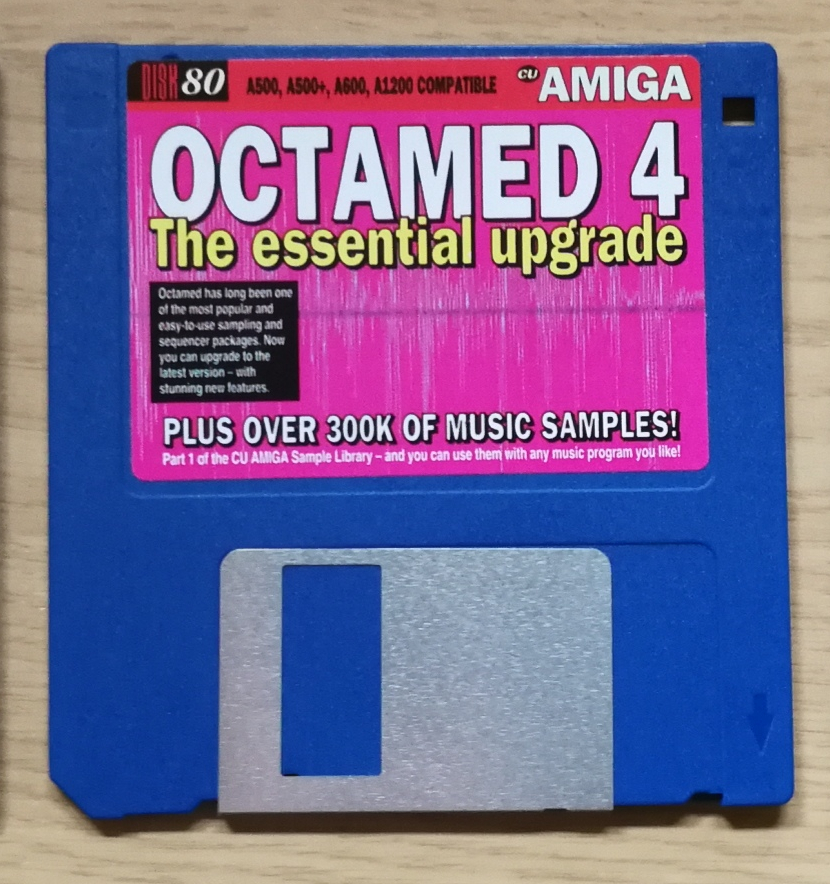 DISK 80 A500, A500+, A600, A1200 COMPATIBLE CU AMIGA
OCTAMED 4
The essential upgrade
Octamed has long been one
of the most popular and
easy-to-use sampling and
sequencer packages. Now
you can upgrade to the
latest version – with
stunning new features.
PLUS OVER 300K OF MUSIC SAMPLES!
Part 1 of the CU AMIGA Sample Library – and you can use them with any music program you like!